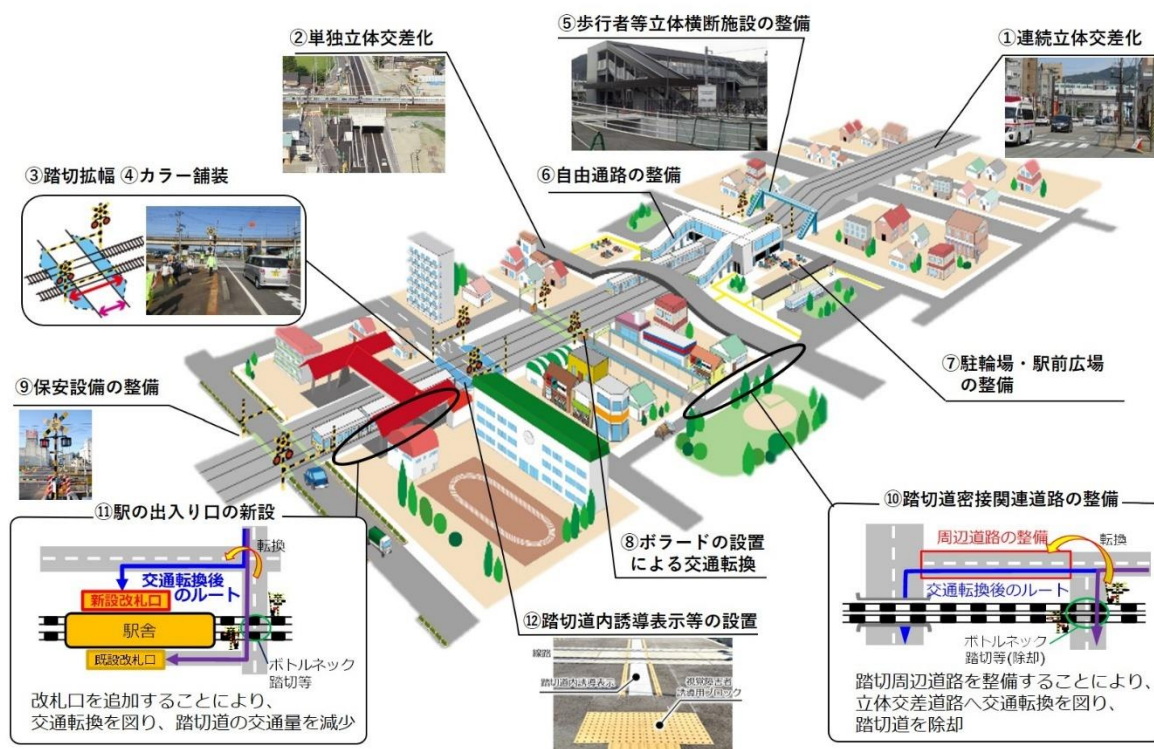 ⑤歩行者等立体横断施設の整備
②単独立体交差化
①連続立体交差化
③踏切拡幅 ④カラー舗装
⑥自由通路の整備
⑦駐輪場・駅前広場
の整備
⑨保安設備の整備
⑪駅の出入り口の新設
転換
交通転換後
のルート
新設改札口
駅舎
既設改札口
ボトルネック
踏切等
改札口を追加することにより、
交通転換を図り、踏切道の交通量を減少
⑧ボラードの設置
による交通転換
⑫踏切道内誘導表示等の設置
線路
踏切道内誘導表示
視覚障害者
誘導用ブロック
⑩踏切道密接関連道路の整備
周辺道路の整備
転換
交通転換後のルート
ボトルネック
踏切等(除却)
踏切周辺道路を整備することにより、
立体交差道路へ交通転換を図り、
踏切道を除却